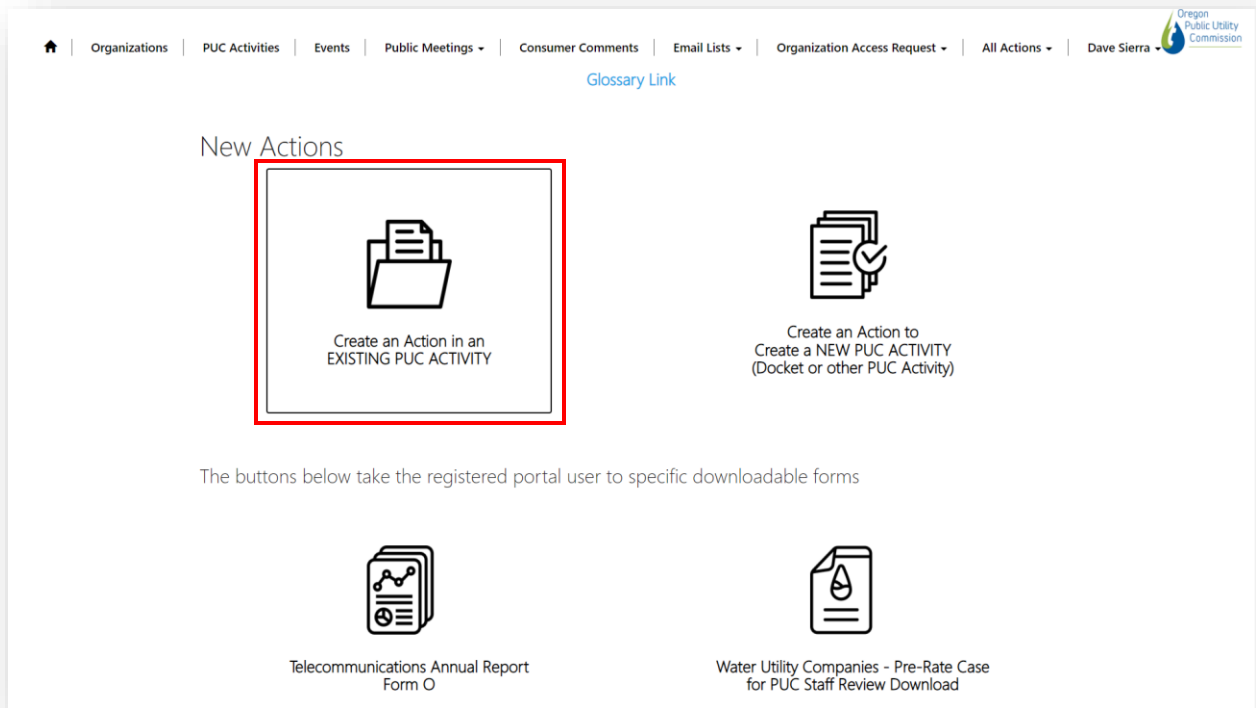 Oregon
Public Utility
Commission
Organizations
PUC Activities
Events
Public Meetings
Consumer Comments
Email Lists
Organization Access Request
All Actions
Dave Sierra
Glossary Link
New Actions
Create an Action in an
EXISTING PUC ACTIVITY
Create an Action to
Create a NEW PUC ACTIVITY
(Docket or other PUC Activity)
The buttons below take the registered portal user to specific downloadable forms
Telecommunications Annual Report
Form O
Water Utility Companies - Pre-Rate Case
for PUC Staff Review Download